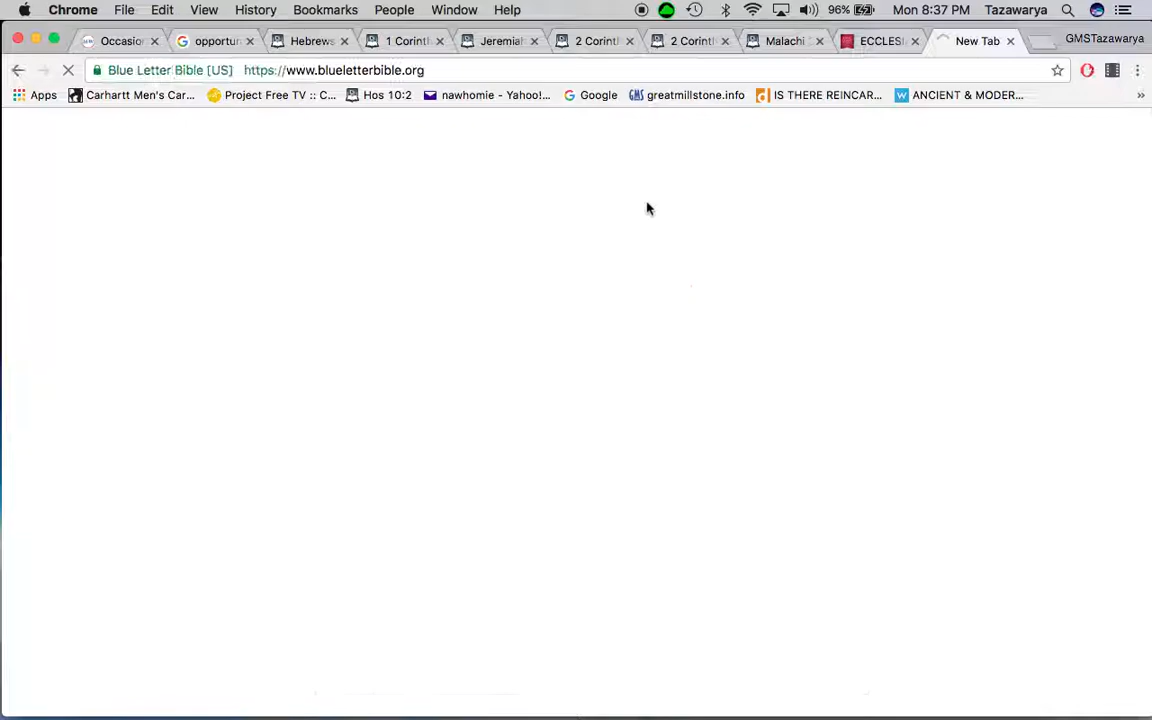 Chrome File Edit View History Bookmarks People Window Help 96% Mon 8:37 PM Tazawarya
Occasion opportun Hebrews 1 Corinth Jeremiah 2 Corinth 2 Corinth Malachi ECCLESI New Tab GMSTazawarya
Blue Letter Bible [US] https://www.blueletterbible.org
Apps Carhartt Men's Car... Project Free TV :: C... Hos 10:2 nawhomie - Yahoo!... Google GMS greatmillstone.info IS THERE REINCAR... W ANCIENT & MODER... »